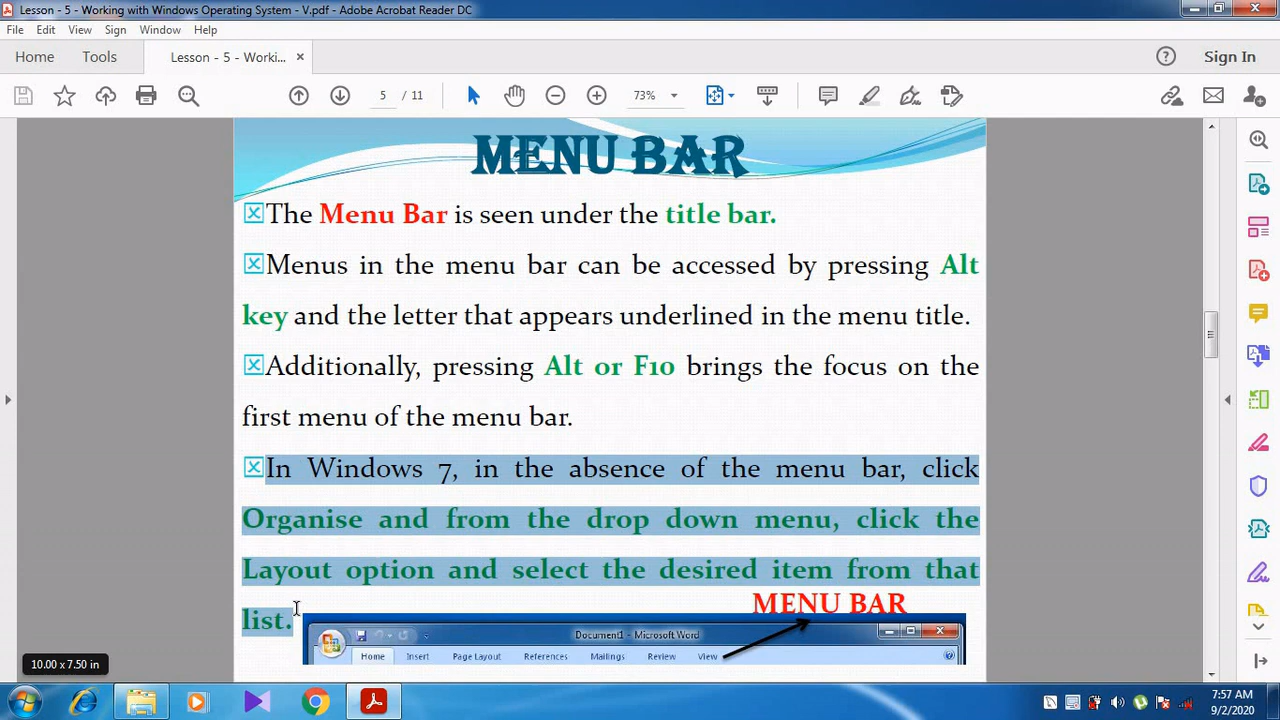 Lesson - 5 - Working with Windows Operating System - V.pdf - Adobe Acrobat Reader DC
File Edit View Sign Window Help
Home Tools Lesson - 5 - Worki... × Sign In
5 / 11 73%
MENU BAR
The Menu Bar is seen under the title bar.
Menus in the menu bar can be accessed by pressing Alt
key and the letter that appears underlined in the menu title.
Additionally, pressing Alt or F10 brings the focus on the
first menu of the menu bar.
In Windows 7, in the absence of the menu bar, click
Organise and from the drop down menu, click the
Layout option and select the desired item from that
list.
MENU BAR
Document1 - Microsoft Word
Home Insert Page Layout References Mailings Review View
10.00 x 7.50 in
7:57 AM
9/2/2020